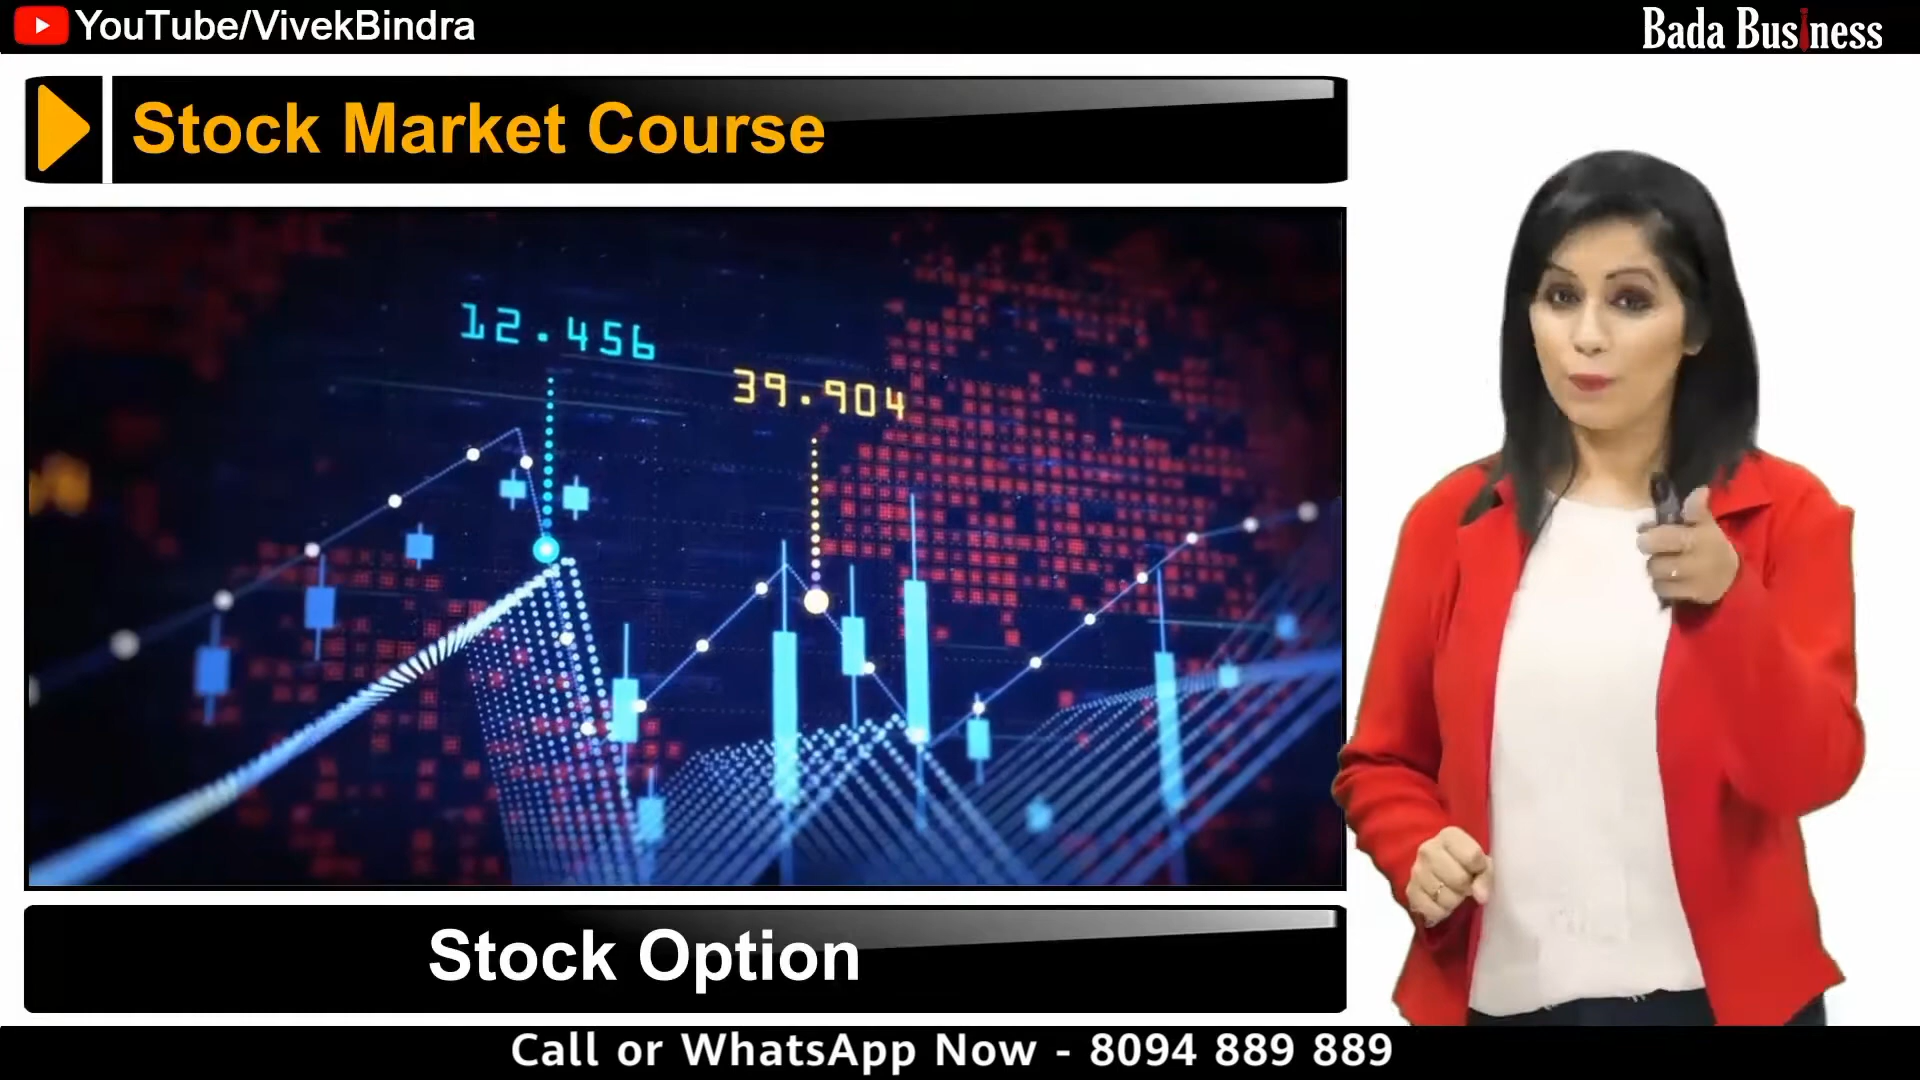 YouTube/VivekBindra
Bada Business
Stock Market Course
12.456
39.904
Stock Option
Call or WhatsApp Now - 8094 889 889